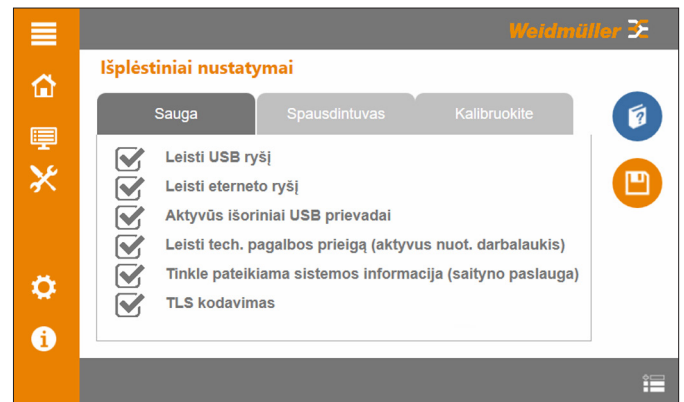 Weidmüller
Išplėstiniai nustatymai
Sauga Spausdintuvas Kalibruokite
Leisti USB ryšį
Leisti eterneto ryšį
Aktyvūs išoriniai USB prievadai
Leisti tech. pagalbos prieigą (aktyvus nuot. darbalaukis)
Tinkle pateikiama sistemos informacija (saityno paslauga)
TLS kodavimas